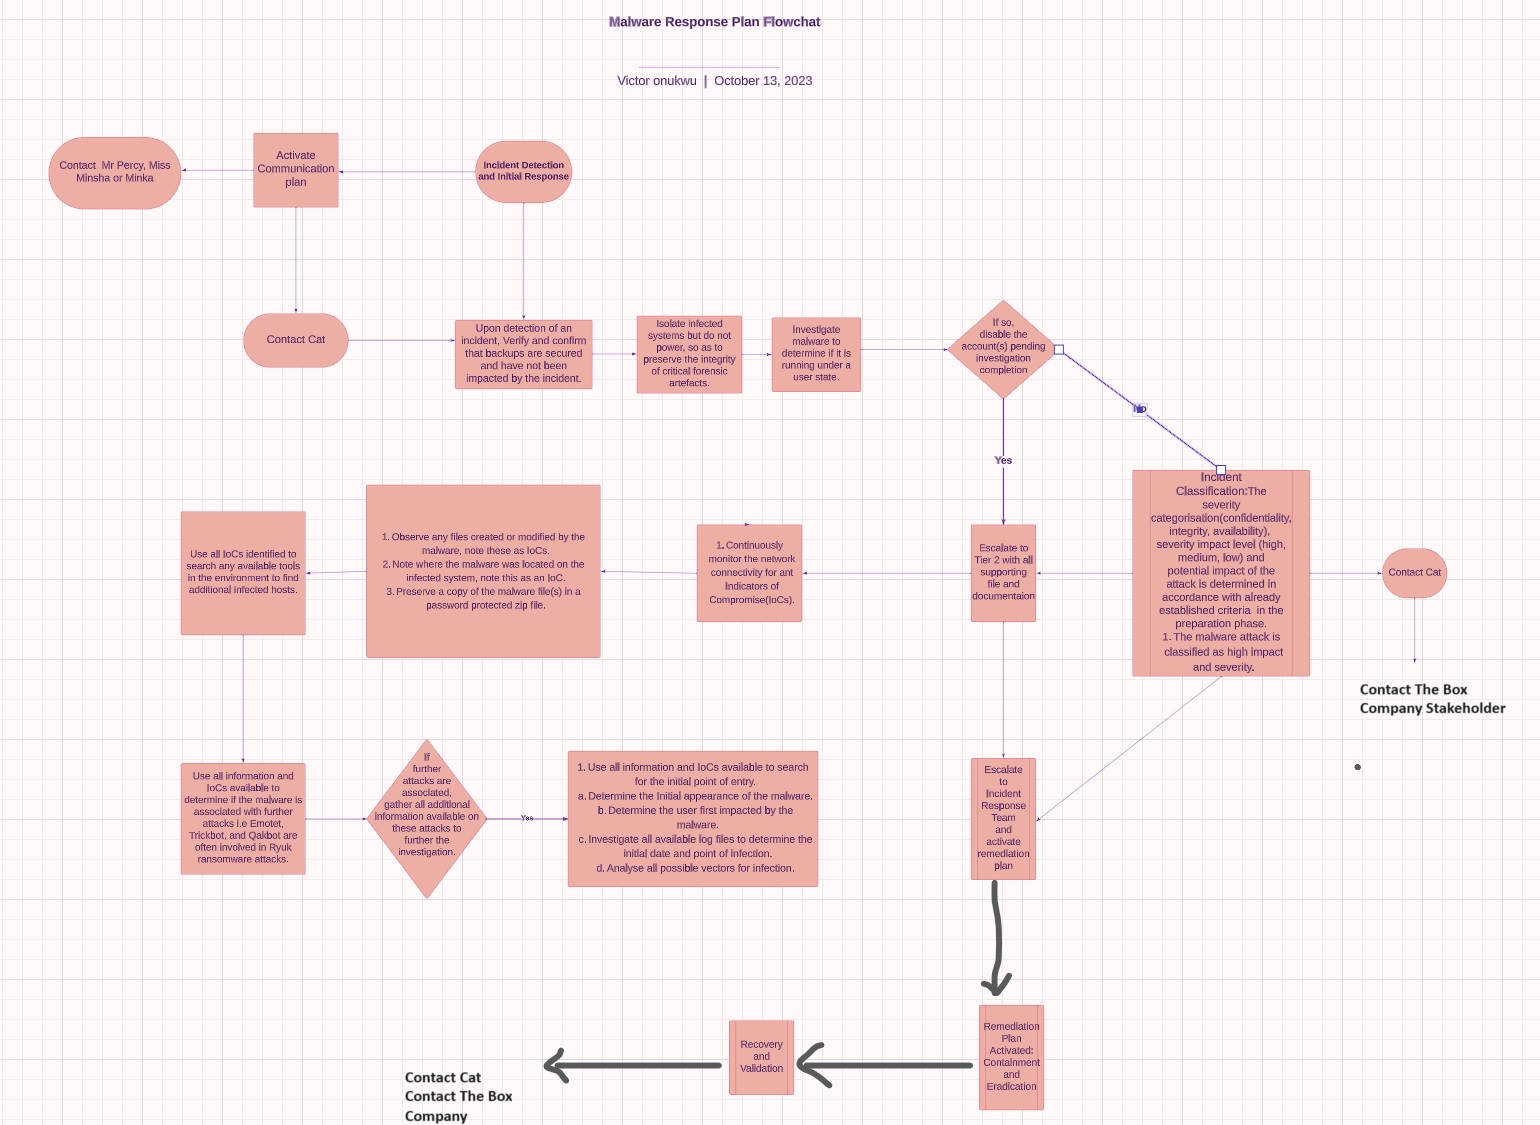 Malware Response Plan Flowchat
Victor onukwu | October 13, 2023
Contact Mr Percy, Miss
Minsha or Minka
Activate
Communication
plan
Incident Detection
and Initial Response
Contact Cat
Upon detection of an
incident, Verify and confirm
that backups are secured
and have not been
impacted by the incident.
Isolate infected
systems but do not
power, so as to
preserve the integrity
of critical forensic
artefacts.
Investigate
malware to
determine if it is
running under a
user state.
If so,
disable the
account(s) pending
investigation
completion
No
Yes
Use all IoCs identified to
search any available tools
in the environment to find
additional infected hosts.
1. Observe any files created or modified by the
malware, note these as IoCs.
2. Note where the malware was located on the
infected system, note this as an IoC.
3. Preserve a copy of the malware file(s) in a
password protected zip file.
1. Continuously
monitor the network
connectivity for ant
Indicators of
Compromise(IoCs).
Escalate to
Tier 2 with all
supporting
file and
documentaion
Incident
Classification:The
severity
categorisation(confidentiality,
integrity, availability),
severity impact level (high,
medium, low) and
potential impact of the
attack is determined in
accordance with already
established criteria in the
preparation phase.
1. The malware attack is
classified as high impact
and severity.
Contact Cat
Contact The Box
Company Stakeholder
Use all information and
IoCs available to
determine if the malware is
associated with further
attacks i.e Emotet,
Trickbot, and Qakbot are
often involved in Ryuk
ransomware attacks.
If
further
attacks are
associated,
gather all additional
information available on
these attacks to
further the
investigation.
Yes
1. Use all information and IoCs available to search
for the initial point of entry.
a. Determine the Initial appearance of the malware.
b. Determine the user first impacted by the
malware.
c. Investigate all available log files to determine the
initial date and point of infection.
d. Analyse all possible vectors for infection.
Escalate
to
Incident
Response
Team
and
activate
remediation
plan
Remediation
Plan
Activated:
Containment
and
Eradication
Recovery
and
Validation
Contact Cat
Contact The Box
Company